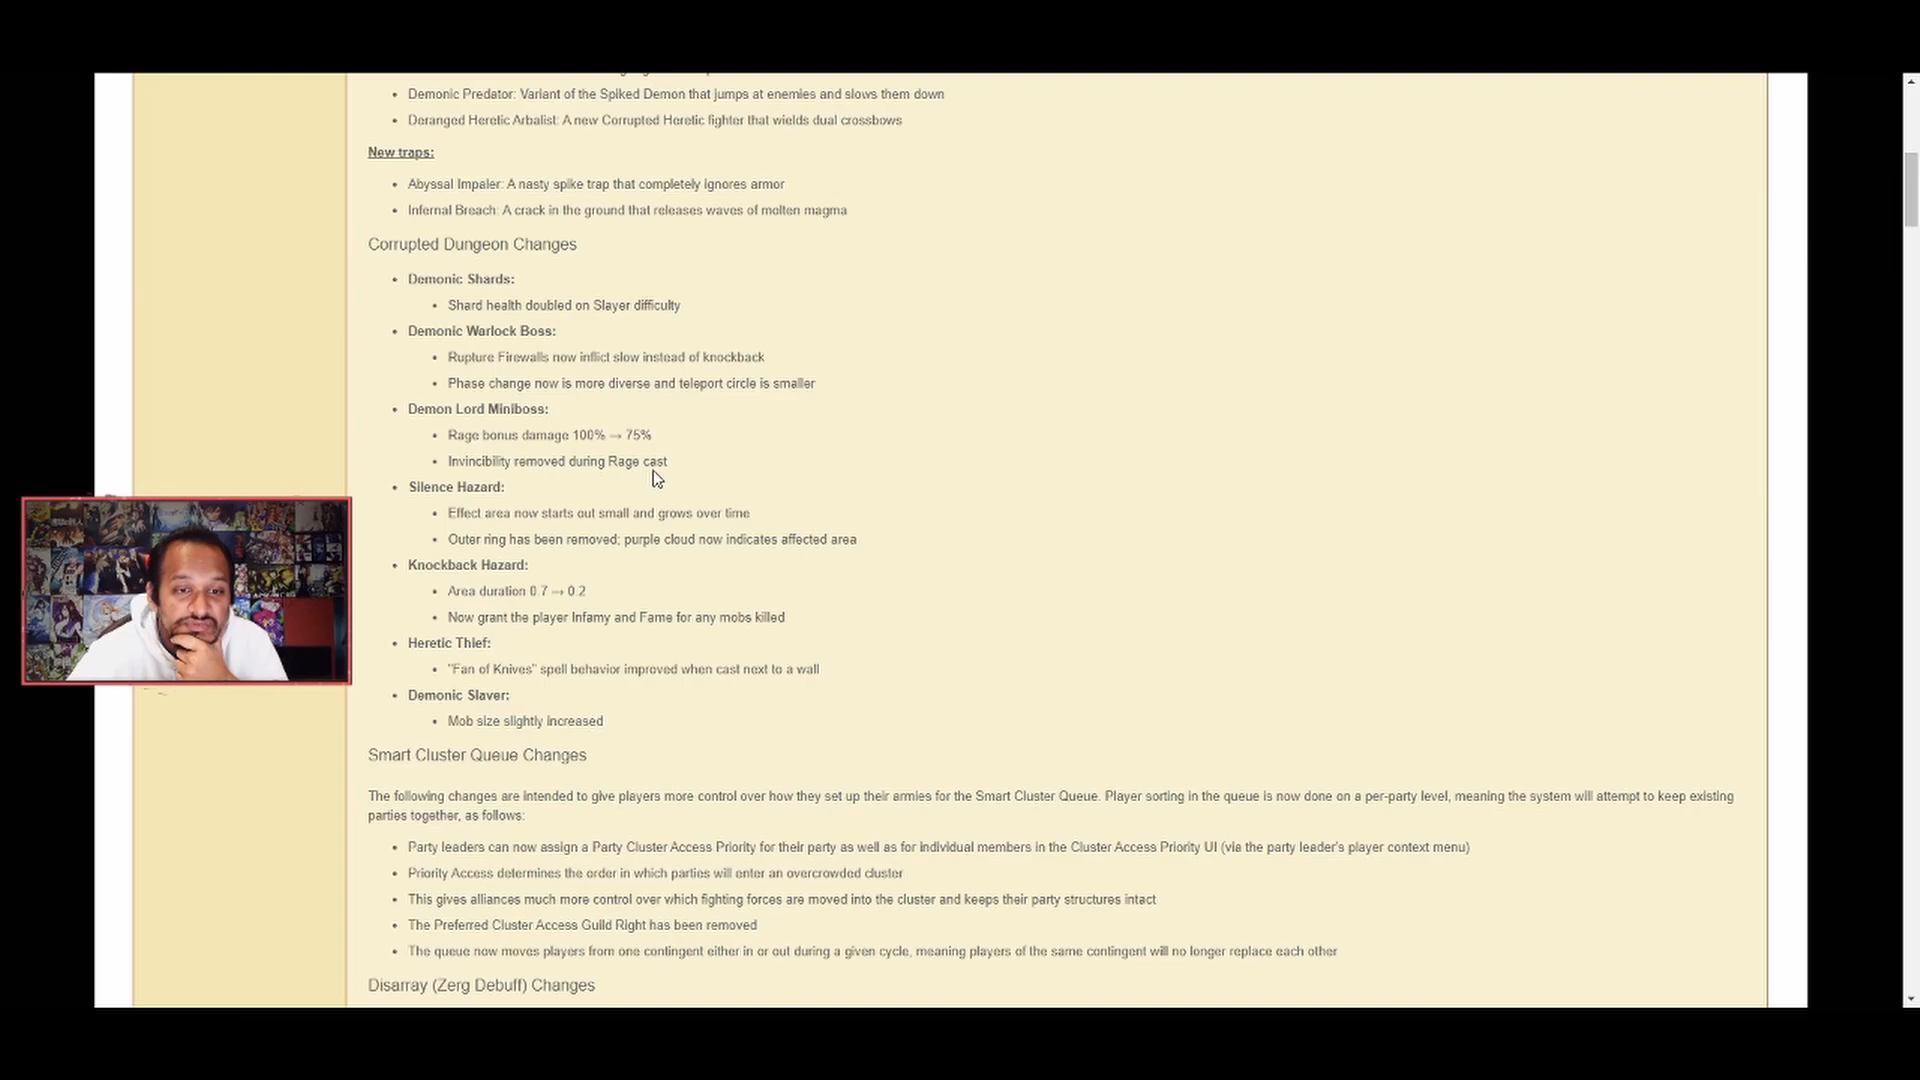 Demonic Predator: Variant of the Spiked Demon that jumps at enemies and slows them down
Deranged Heretic Arbalist: A new Corrupted Heretic fighter that wields dual crossbows
New traps:
Abyssal Impaler: A nasty spike trap that completely ignores armor
Infernal Breach: A crack in the ground that releases waves of molten magma
Corrupted Dungeon Changes
Demonic Shards:
Shard health doubled on Slayer difficulty
Demonic Warlock Boss:
Rupture Firewalls now inflict slow instead of knockback
Phase change now is more diverse and teleport circle is smaller
Demon Lord Miniboss:
Rage bonus damage 100% → 75%
Invincibility removed during Rage cast
Silence Hazard:
Effect area now starts out small and grows over time
Outer ring has been removed; purple cloud now indicates affected area
Knockback Hazard:
Area duration 0.7 → 0.2
Now grant the player Infamy and Fame for any mobs killed
Heretic Thief:
"Fan of Knives" spell behavior improved when cast next to a wall
Demonic Slaver:
Mob size slightly increased
Smart Cluster Queue Changes
The following changes are intended to give players more control over how they set up their armies for the Smart Cluster Queue. Player sorting in the queue is now done on a per-party level, meaning the system will attempt to keep existing
parties together, as follows:
Party leaders can now assign a Party Cluster Access Priority for their party as well as for individual members in the Cluster Access Priority UI (via the party leader's player context menu)
Priority Access determines the order in which parties will enter an overcrowded cluster
This gives alliances much more control over which fighting forces are moved into the cluster and keeps their party structures intact
The Preferred Cluster Access Guild Right has been removed
The queue now moves players from one contingent either in or out during a given cycle, meaning players of the same contingent will no longer replace each other
Disarray (Zerg Debuff) Changes